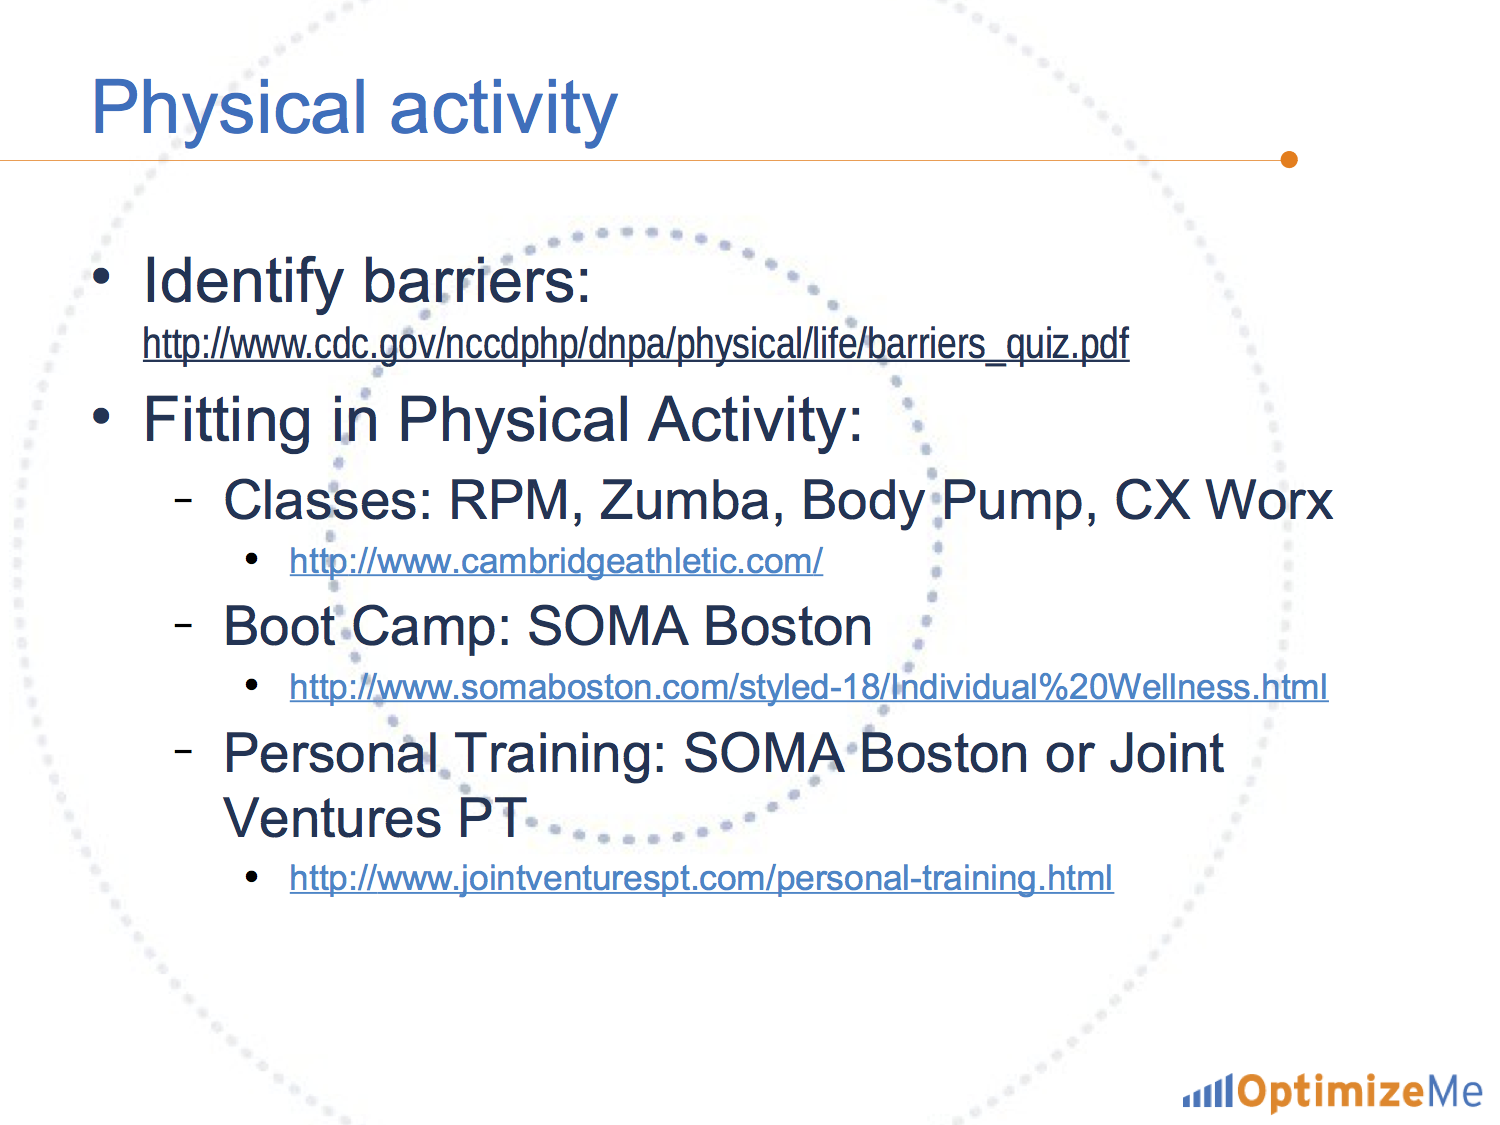 Physical activity
• Identify barriers:
http://www.cdc.gov/nccdphp/dnpa/physical/life/barriers_quiz.pdf
• Fitting in Physical Activity:
– Classes: RPM, Zumba, Body Pump, CX Worx
• http://www.cambridgeathletic.com/
– Boot Camp: SOMA Boston
• http://www.somaboston.com/styled-18/Individual%20Wellness.html
– Personal Training: SOMA Boston or Joint
Ventures PT
• http://www.jointventurespt.com/personal-training.html
OptimizeMe